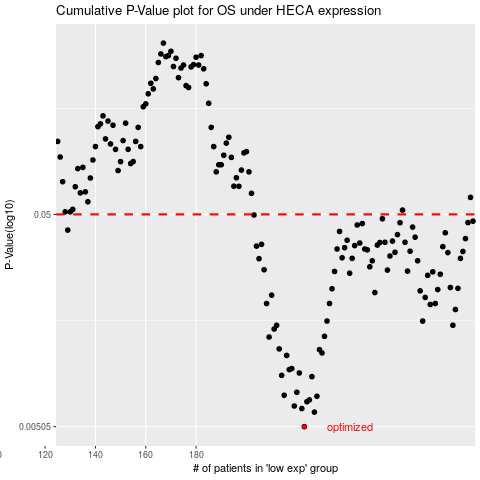 Cumulative P-Value plot for OS under HECA expression
P-Value(log10)
0.05
0.00505
optimized
0 120 140 160 180
# of patients in 'low exp' group